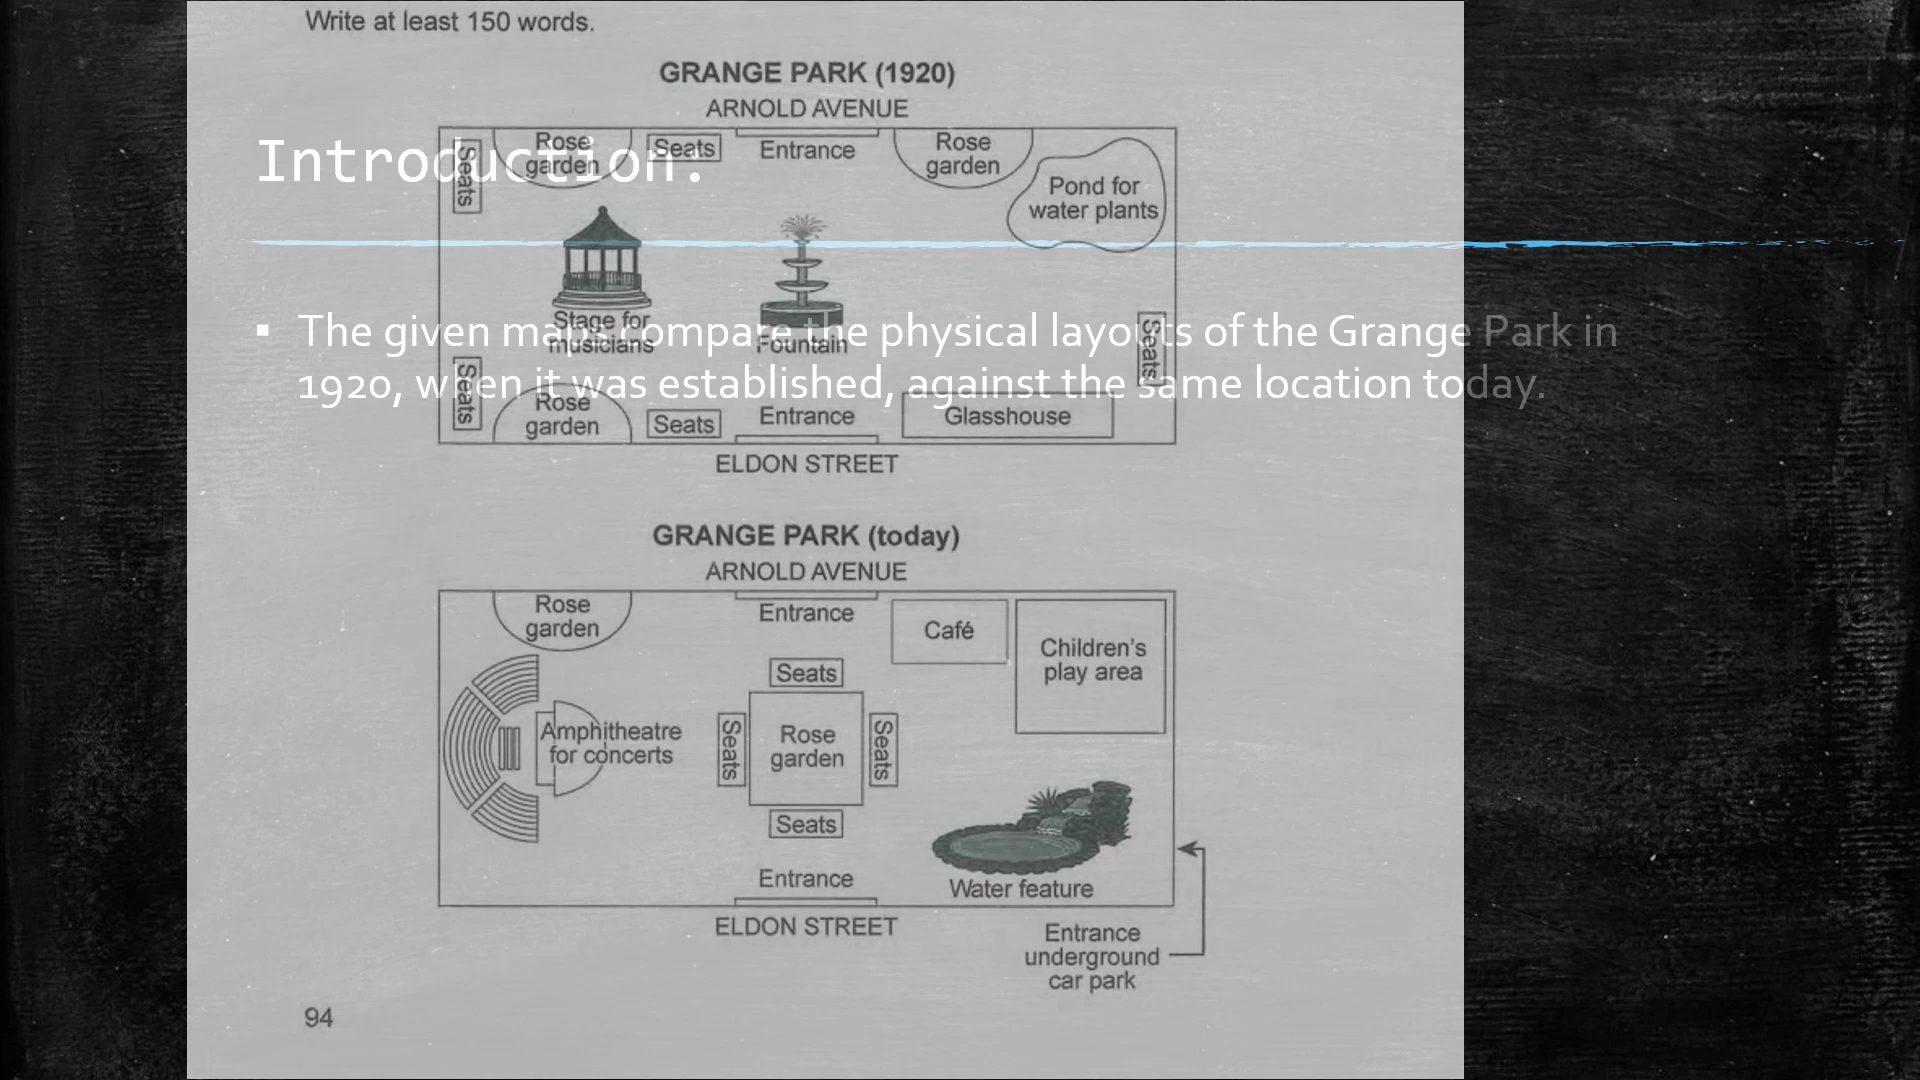 Write at least 150 words.
GRANGE PARK (1920)
ARNOLD AVENUE
Introduction:
Seats
Rose
garden
Seats
Entrance
Rose
garden
Pond for
water plants
Stage for
musicians
Fountain
Seats
▪ The given maps compare the physical layouts of the Grange Park in
1920, when it was established, against the same location today.
Seats
Rose
garden
Seats
Entrance
Glasshouse
ELDON STREET
GRANGE PARK (today)
ARNOLD AVENUE
Rose
garden
Entrance
Café
Children's
play area
Seats
Amphitheatre
for concerts
Seats
Rose
garden
Seats
Seats
Entrance
Water feature
ELDON STREET
Entrance
underground
car park
94